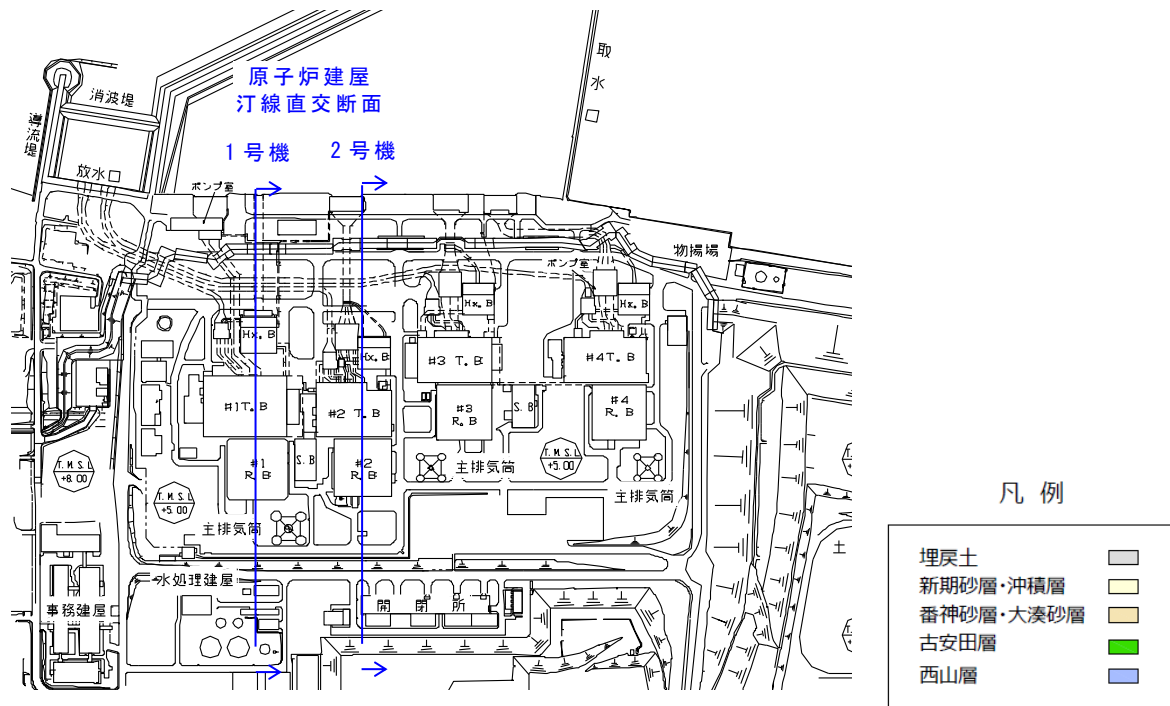 原子炉建屋
汀線直交断面
1号機
2号機
取水口
消波堤
導流堤
放水口
ポンプ室
物揚場
ポンプ室
Hx.B
Hx.B
Hx.B
Hx.B
#3 T.B
#4T.B
#1T.B
#2 T.B
#3
R.B
S.B
#4
R.B
#1
R.B
S.B
#2
R.B
T.M.S.L
+8.00
T.M.S.L
+5.00
主排気筒
主排気筒
T.M.S.L
+5.00
主排気筒
水処理建屋
事務建屋
開閉所
土
凡 例
埋戻土
新期砂層・沖積層
番神砂層・大湊砂層
古安田層
西山層